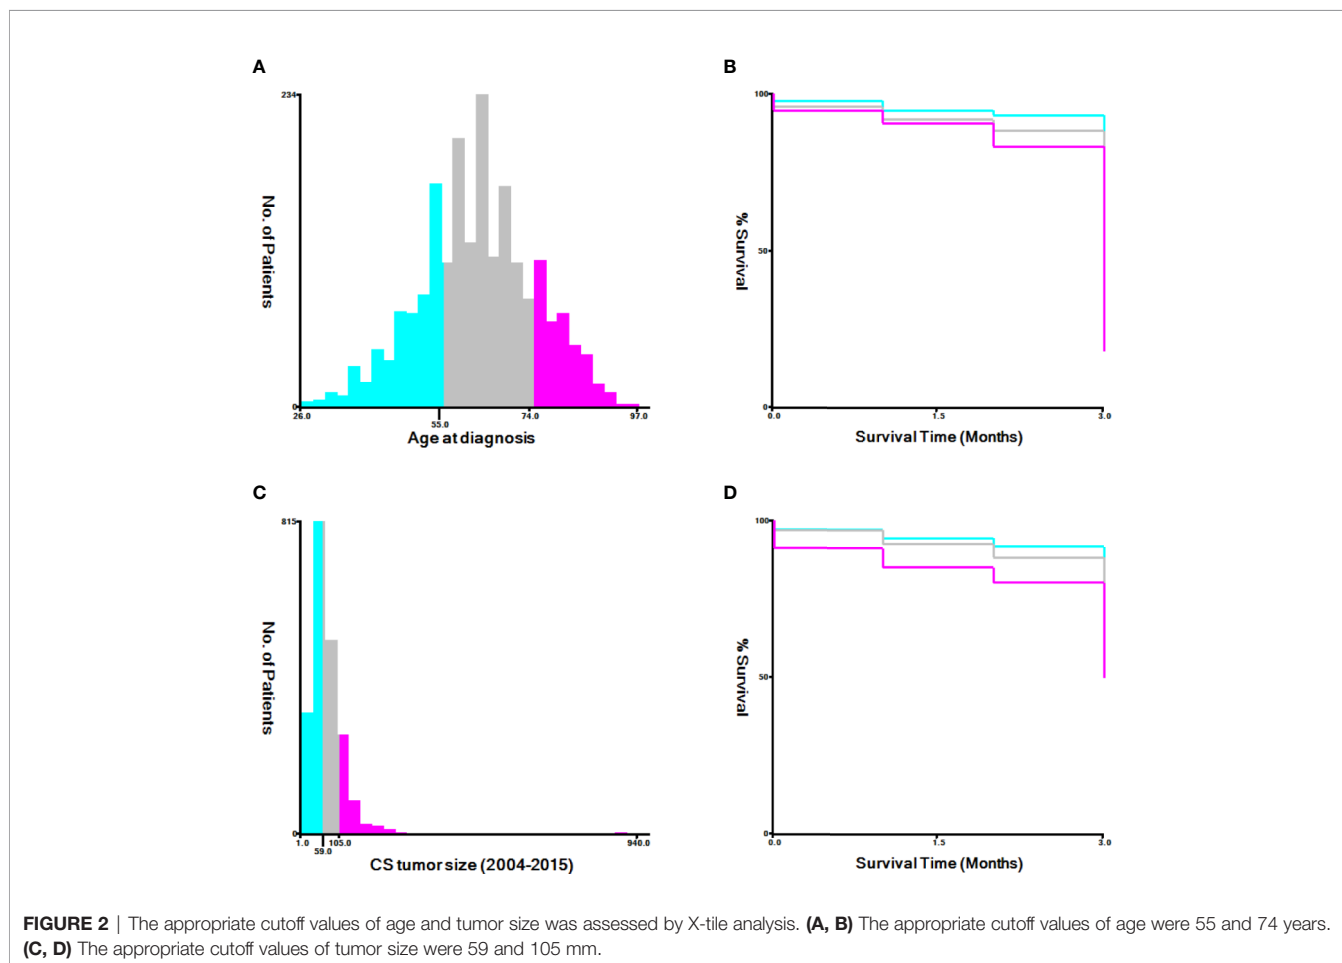 A
234
No. of Patients
0
26.0
55.0
74.0
97.0
Age at diagnosis
B
100
% Survival
50
0
0.0
1.5
3.0
Survival Time (Months)
C
815
No. of Patients
0
1.0
59.0
105.0
940.0
CS tumor size (2004-2015)
D
100
% Survival
50
0
0.0
1.5
3.0
Survival Time (Months)
FIGURE 2 | The appropriate cutoff values of age and tumor size was assessed by X-tile analysis. (A, B) The appropriate cutoff values of age were 55 and 74 years.
(C, D) The appropriate cutoff values of tumor size were 59 and 105 mm.